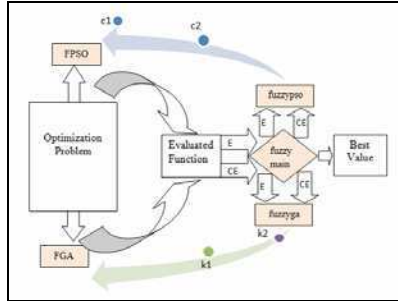 c1
c2
FPSO
fuzzypso
Optimization
Problem
Evaluated
Function
E
CE
E
CE
fuzzy
main
Best
Value
E
CE
fuzzyga
FGA
k2
k1